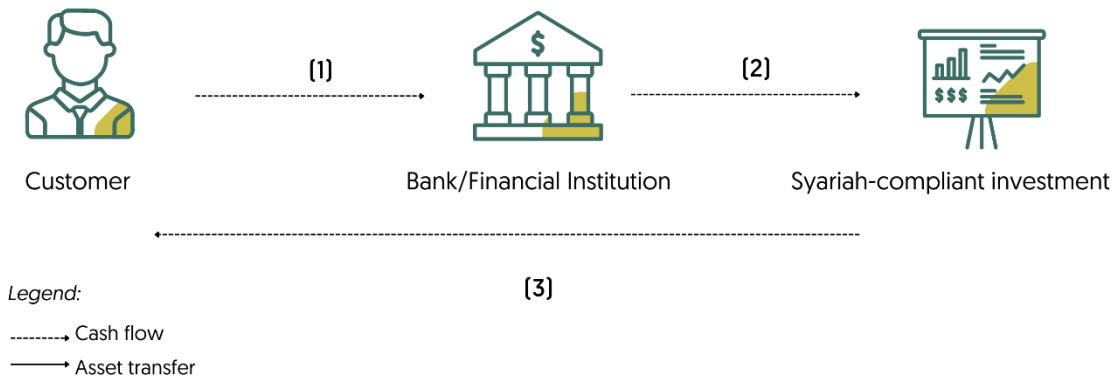 $
(1)
(2)
$$$
Customer
Bank/Financial Institution
Syariah-compliant investment
(3)
Legend:
Cash flow
Asset transfer